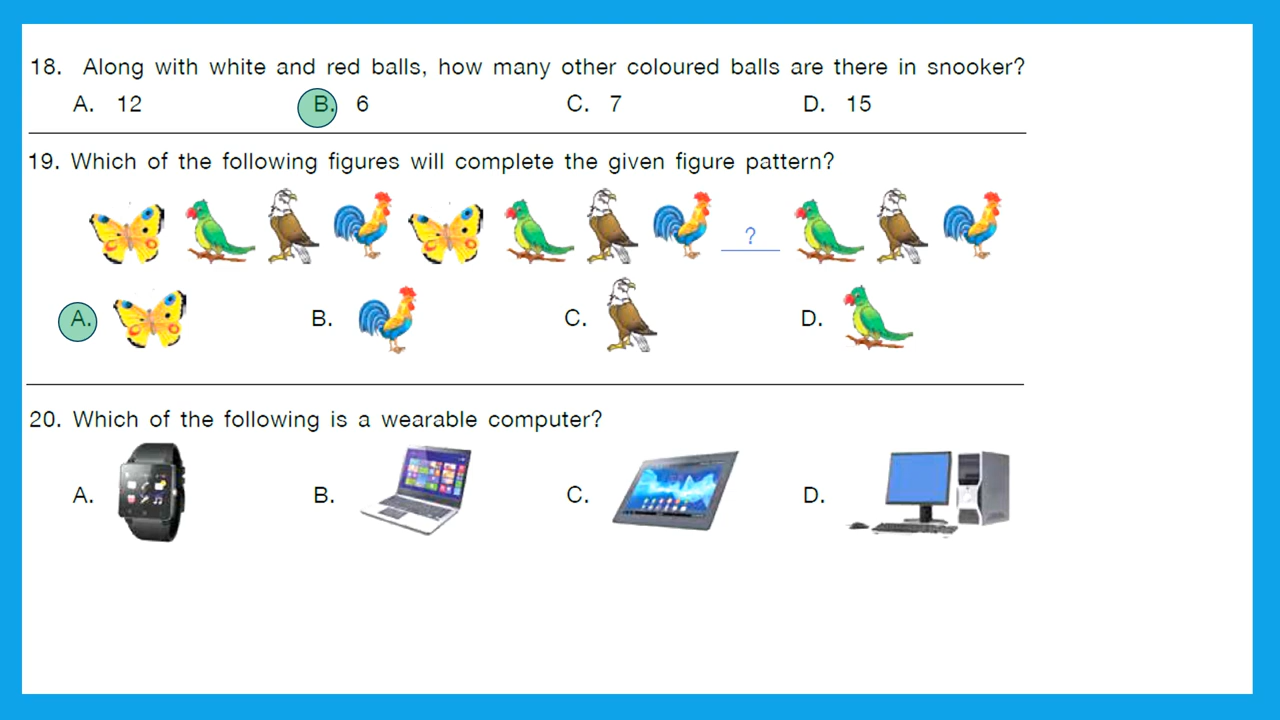 18. Along with white and red balls, how many other coloured balls are there in snooker?
A. 12 B. 6 C. 7 D. 15
19. Which of the following figures will complete the given figure pattern?
?
A. B. C. D.
20. Which of the following is a wearable computer?
A. B. C. D.